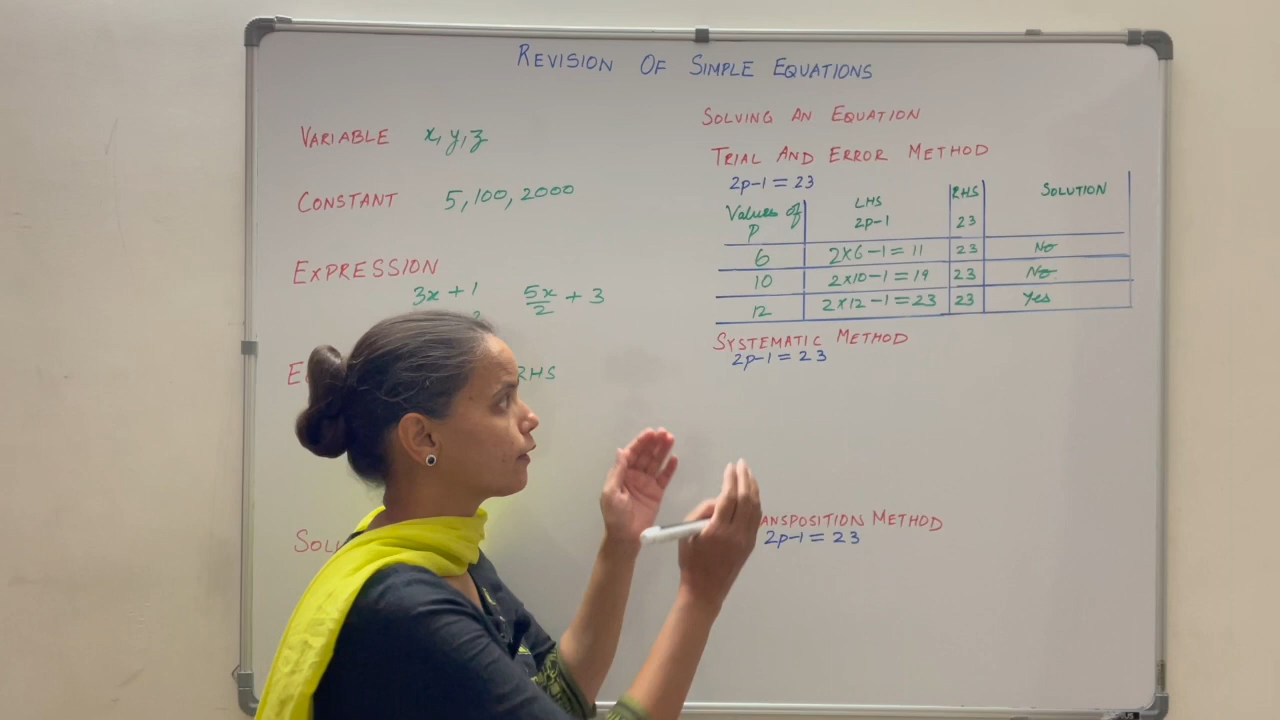 REVISION OF SIMPLE EQUATIONS
VARIABLE x, y, z
CONSTANT 5, 100, 2000
EXPRESSION
3x + 1 5x/2 + 3
RHS
SOLVING AN EQUATION
TRIAL AND ERROR METHOD
2p-1 = 23
Values of p LHS 2p-1 RHS 23 SOLUTION
6 2×6-1 = 11 23 No
10 2×10-1 = 19 23 No
12 2×12-1 = 23 23 Yes
SYSTEMATIC METHOD
2p-1 = 23
METHOD
2p-1 = 23